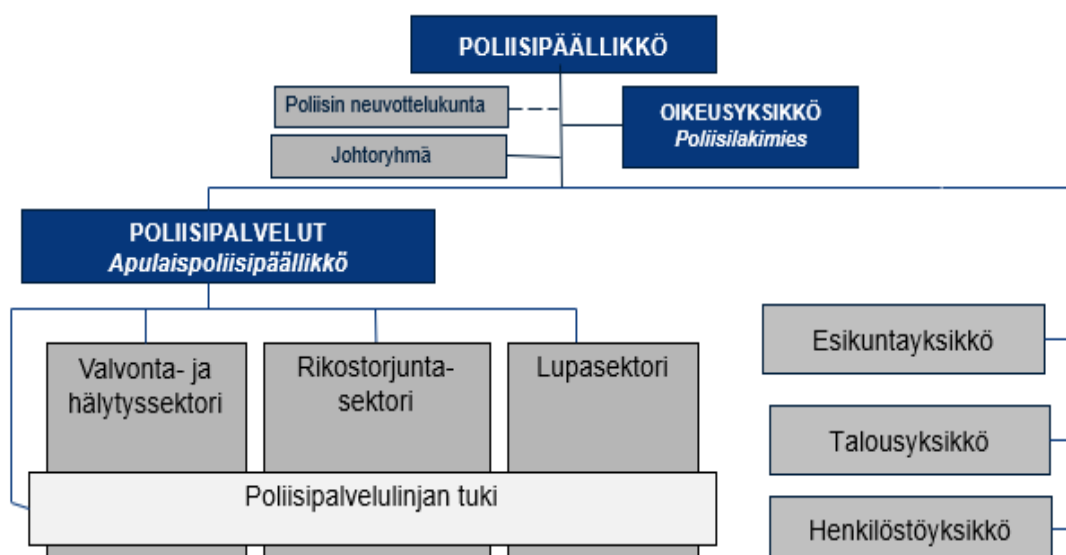 POLIISIPÄÄLLIKKÖ
Poliisin neuvottelukunta
OIKEUSYKSIKKÖ
Poliisilakimies
Johtoryhmä
POLIISIPALVELUT
Apulaispoliisipäällikkö
Valvonta- ja
hälytyssektori
Rikostorjunta-
sektori
Lupasektori
Poliisipalvelulinjan tuki
Esikuntayksikkö
Talousyksikkö
Henkilöstöyksikkö